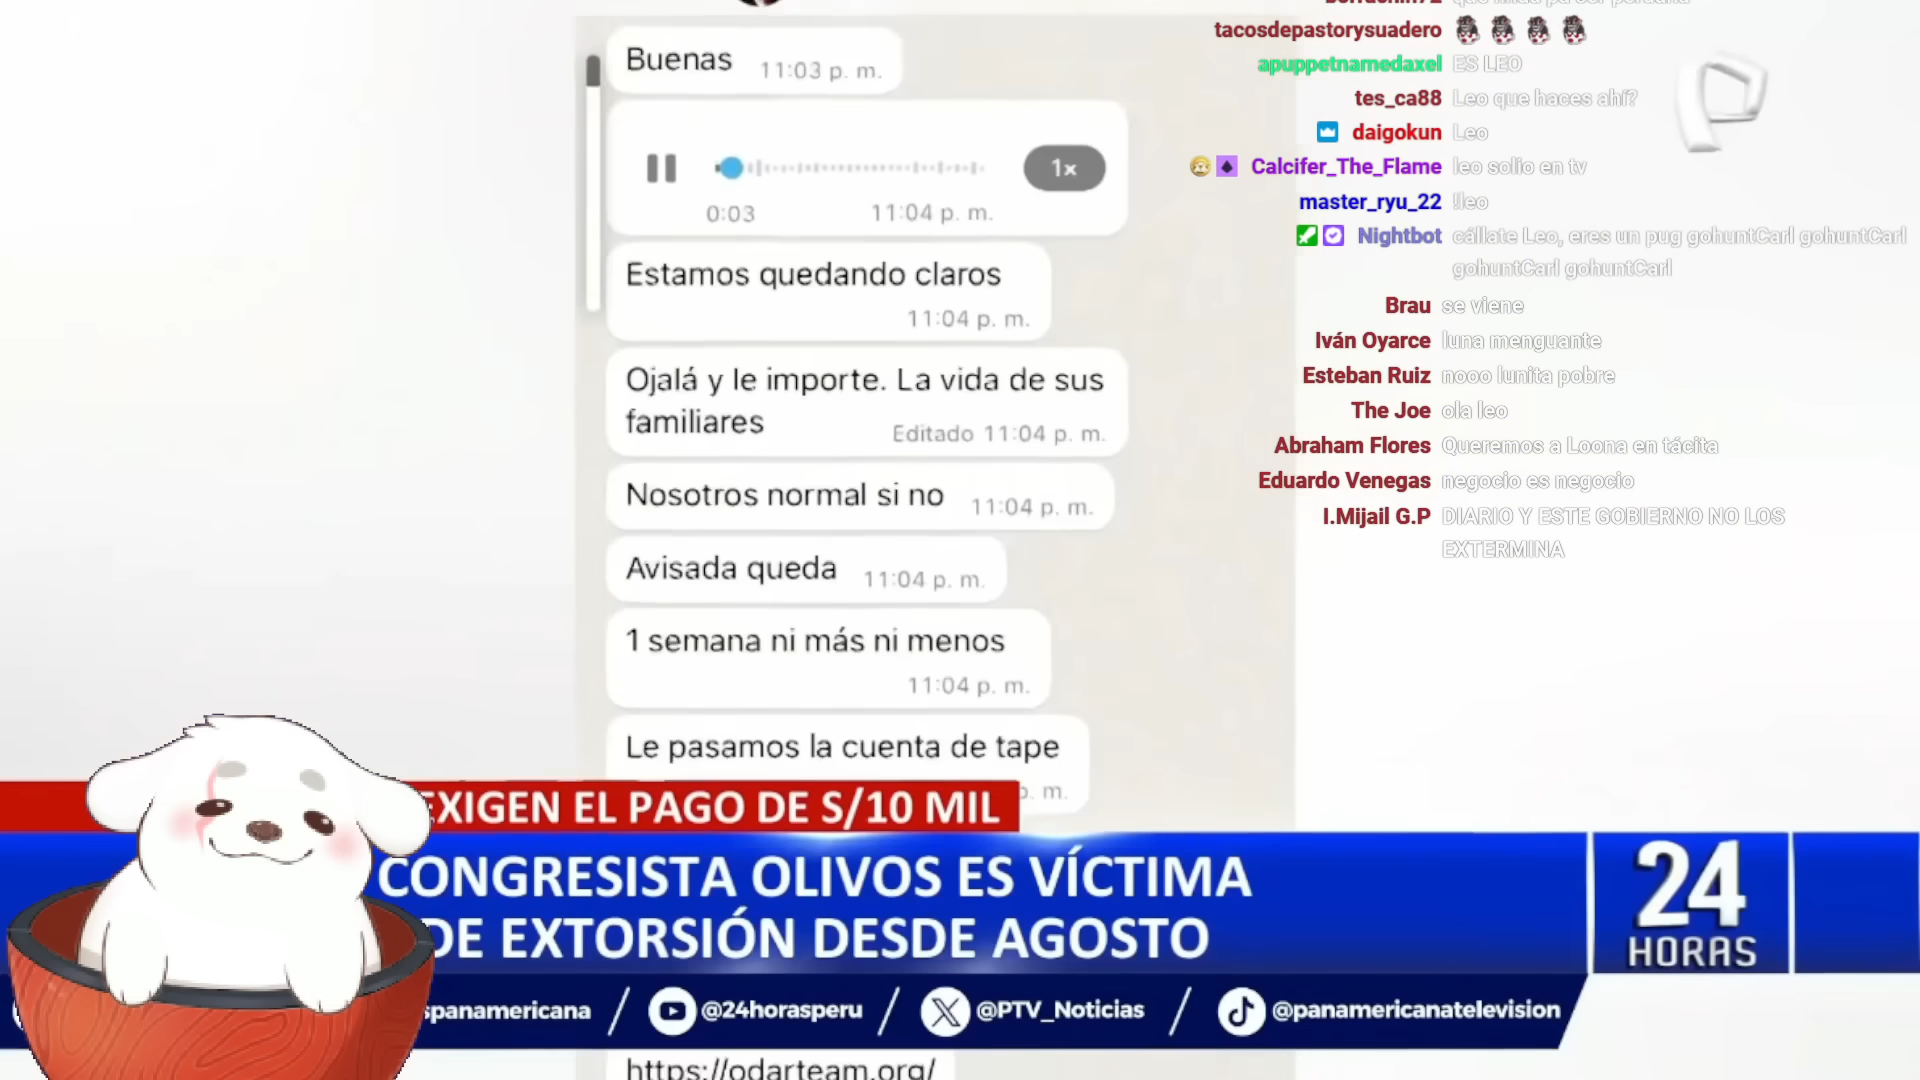 Buenas 11:03 p. m.
1x
0:03 11:04 p. m.
Estamos quedando claros
11:04 p. m.
Ojalá y le importe. La vida de sus
familiares Editado 11:04 p. m.
Nosotros normal si no 11:04 p. m.
Avisada queda 11:04 p. m.
1 semana ni más ni menos
11:04 p. m.
Le pasamos la cuenta de tape
p. m.
EXIGEN EL PAGO DE S/10 MIL
CONGRESISTA OLIVOS ES VÍCTIMA
DE EXTORSIÓN DESDE AGOSTO
24
HORAS
spanamericana / @24horasperu / @PTV_Noticias / @panamericanatelevision
https://odarteam.org/
tacosdepastorysuadero
apuppetnamedaxel ES LEO
tes_ca88 Leo que haces ahí?
daigokun Leo
Calcifer_The_Flame leo solio en tv
master_ryu_22 !leo
Nightbot cállate Leo, eres un pug gohuntCarl gohuntCarl
gohuntCarl gohuntCarl
Brau se viene
Iván Oyarce luna menguante
Esteban Ruiz nooo lunita pobre
The Joe ola leo
Abraham Flores Queremos a Loona en tácita
Eduardo Venegas negocio es negocio
I.Mijail G.P DIARIO Y ESTE GOBIERNO NO LOS
EXTERMINA